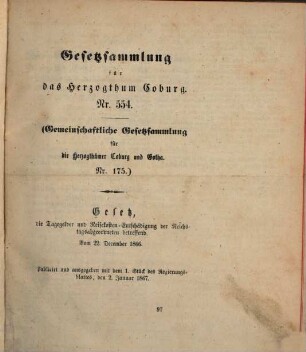 Gesetzsammlung
für
das Herzogthum Coburg.
Nr. 554.
(Gemeinschaftliche Gesetzsammlung
für
die Herzogthümer Coburg und Gotha.
Nr. 175.)
Gesetz,
die Tagegelder und Reisekosten-Entschädigung der Reichs-
tagsabgeordneten betreffend.
Vom 22. December 1866.
Publicirt und ausgegeben mit dem 1. Stück des Regierungs-
blattes, den 2. Januar 1867.
97